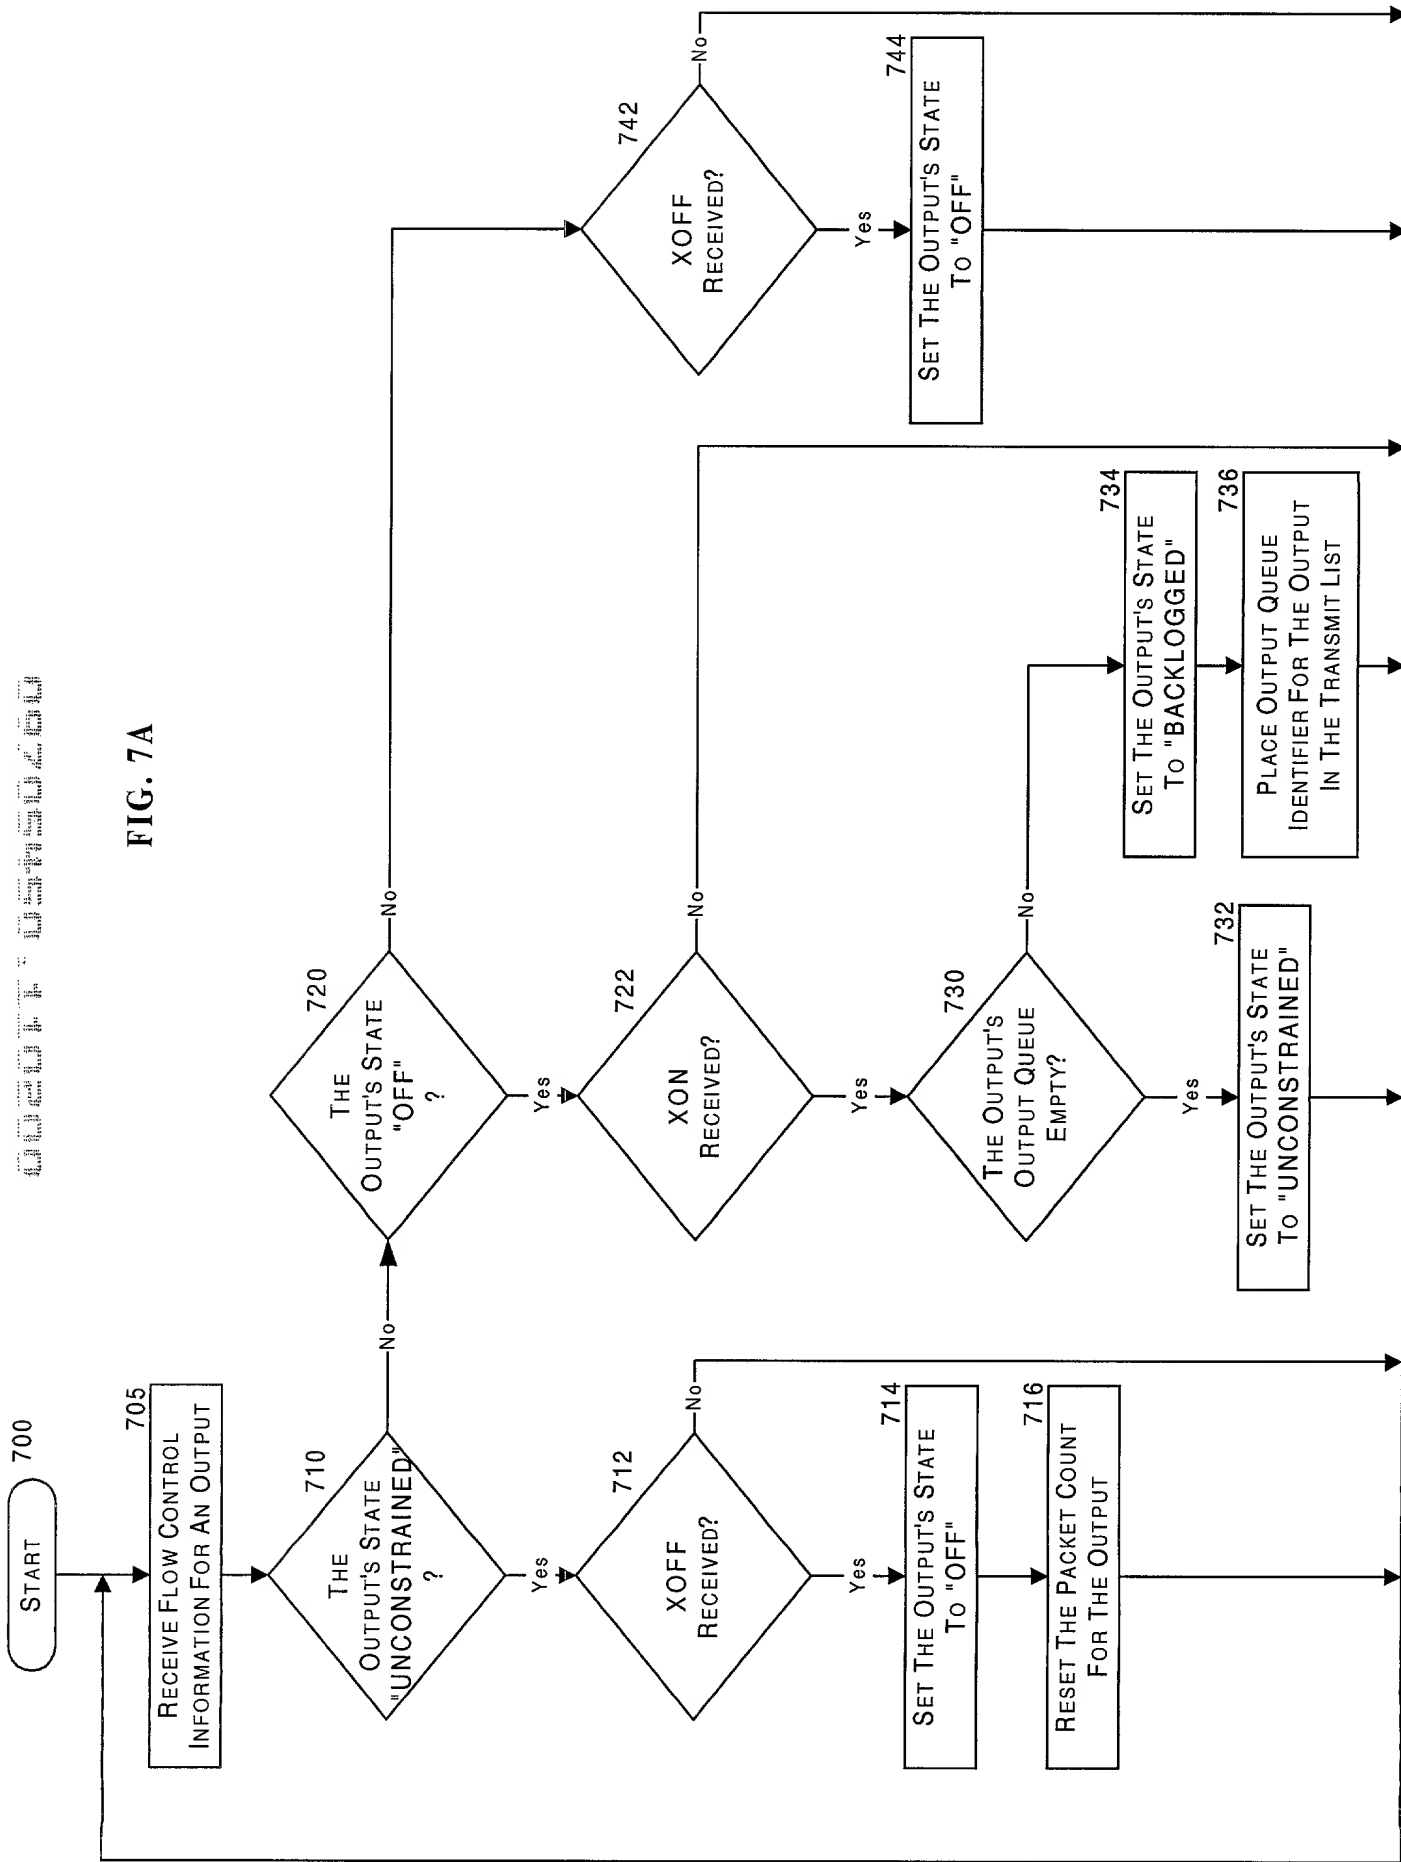 FIG. 7A
START
700
705
RECEIVE FLOW CONTROL
INFORMATION FOR AN OUTPUT
710
THE
OUTPUT'S STATE
"UNCONSTRAINED"
?
No
Yes
712
XOFF
RECEIVED?
No
Yes
714
SET THE OUTPUT'S STATE
TO "OFF"
716
RESET THE PACKET COUNT
FOR THE OUTPUT
720
THE
OUTPUT'S STATE
"OFF"
?
No
Yes
722
XON
RECEIVED?
No
Yes
730
THE OUTPUT'S
OUTPUT QUEUE
EMPTY?
No
Yes
732
SET THE OUTPUT'S STATE
TO "UNCONSTRAINED"
734
SET THE OUTPUT'S STATE
TO "BACKLOGGED"
736
PLACE OUTPUT QUEUE
IDENTIFIER FOR THE OUTPUT
IN THE TRANSMIT LIST
742
XOFF
RECEIVED?
No
Yes
744
SET THE OUTPUT'S STATE
TO "OFF"